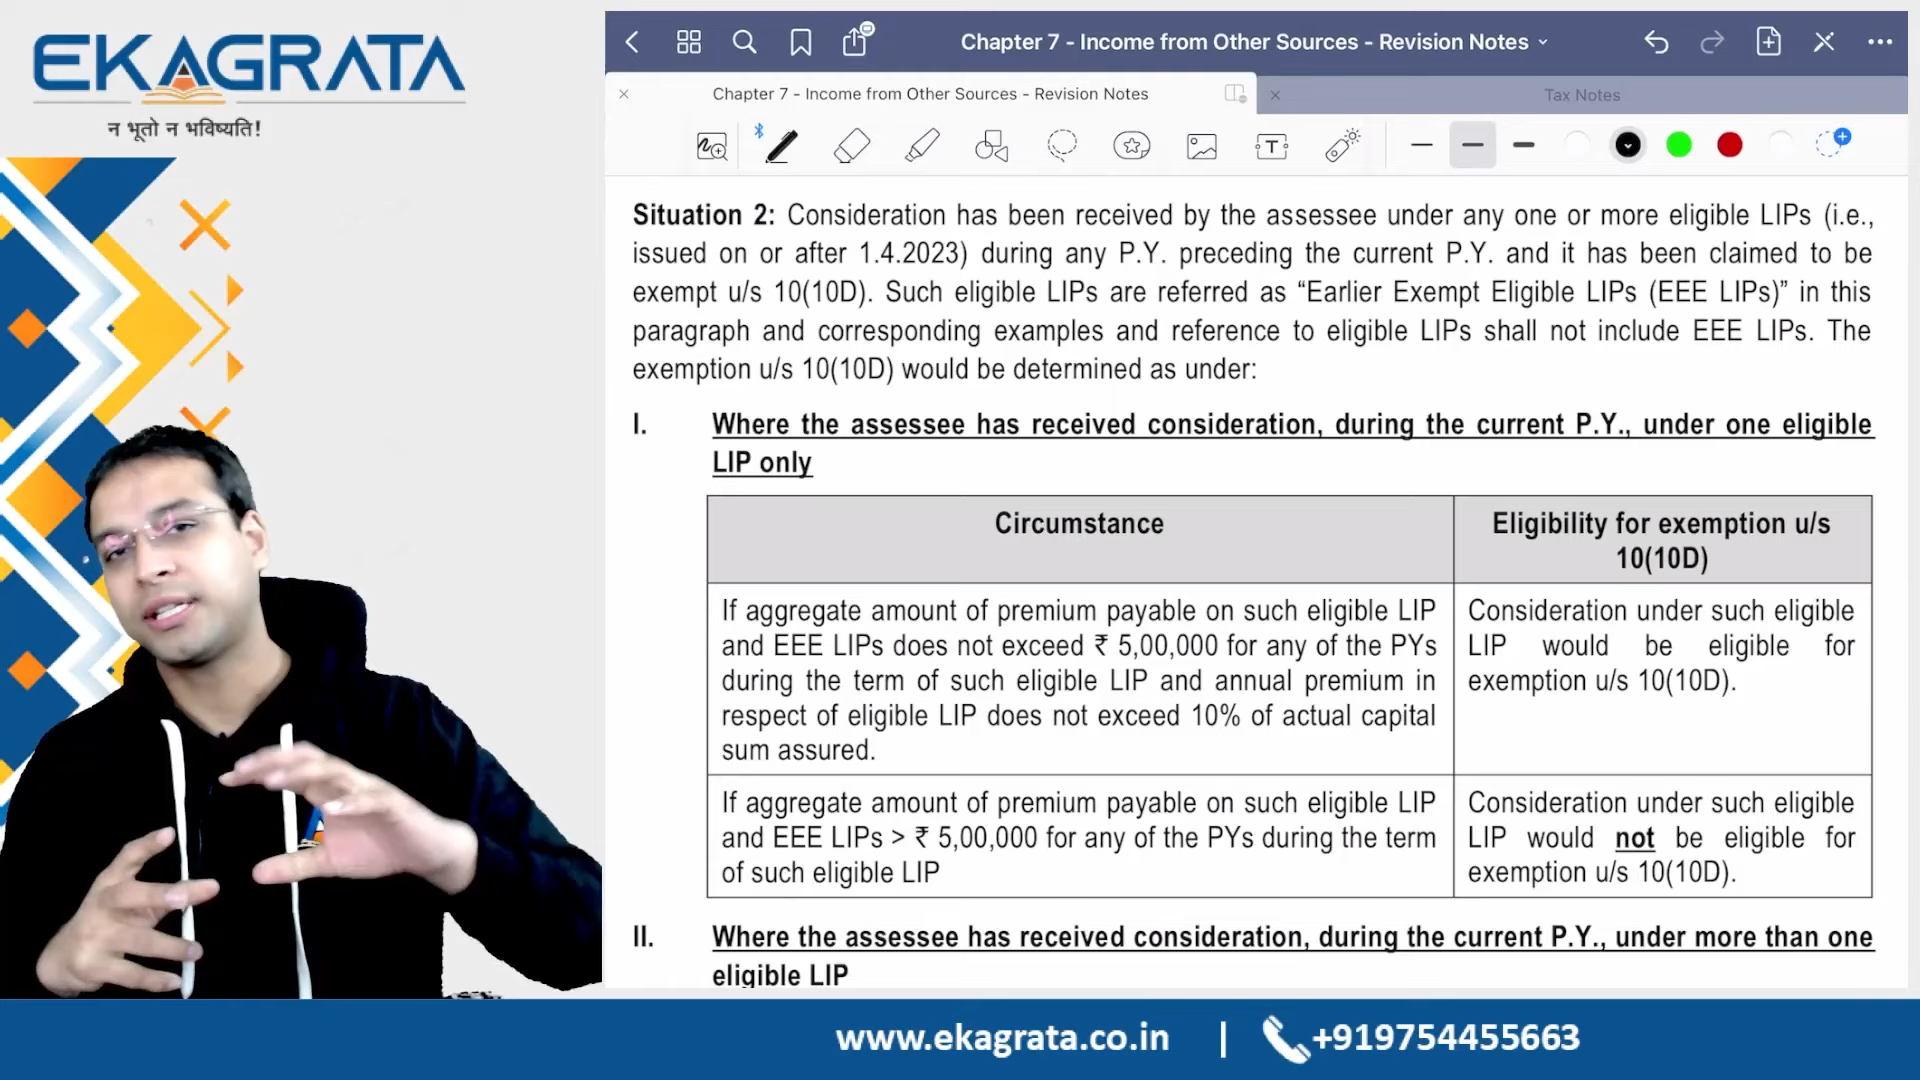 EKAGRATA
न भूतो न भविष्यति!
Chapter 7 - Income from Other Sources - Revision Notes
Chapter 7 - Income from Other Sources - Revision Notes
Tax Notes
T
Situation 2: Consideration has been received by the assessee under any one or more eligible LIPs (i.e.,
issued on or after 1.4.2023) during any P.Y. preceding the current P.Y. and it has been claimed to be
exempt u/s 10(10D). Such eligible LIPs are referred as “Earlier Exempt Eligible LIPs (EEE LIPs)” in this
paragraph and corresponding examples and reference to eligible LIPs shall not include EEE LIPs. The
exemption u/s 10(10D) would be determined as under:
I. Where the assessee has received consideration, during the current P.Y., under one eligible
LIP only
Circumstance
Eligibility for exemption u/s
10(10D)
If aggregate amount of premium payable on such eligible LIP
and EEE LIPs does not exceed ₹ 5,00,000 for any of the PYs
during the term of such eligible LIP and annual premium in
respect of eligible LIP does not exceed 10% of actual capital
sum assured.
Consideration under such eligible
LIP would be eligible for
exemption u/s 10(10D).
If aggregate amount of premium payable on such eligible LIP
and EEE LIPs > ₹ 5,00,000 for any of the PYs during the term
of such eligible LIP
Consideration under such eligible
LIP would not be eligible for
exemption u/s 10(10D).
II. Where the assessee has received consideration, during the current P.Y., under more than one
eligible LIP
www.ekagrata.co.in | +919754455663